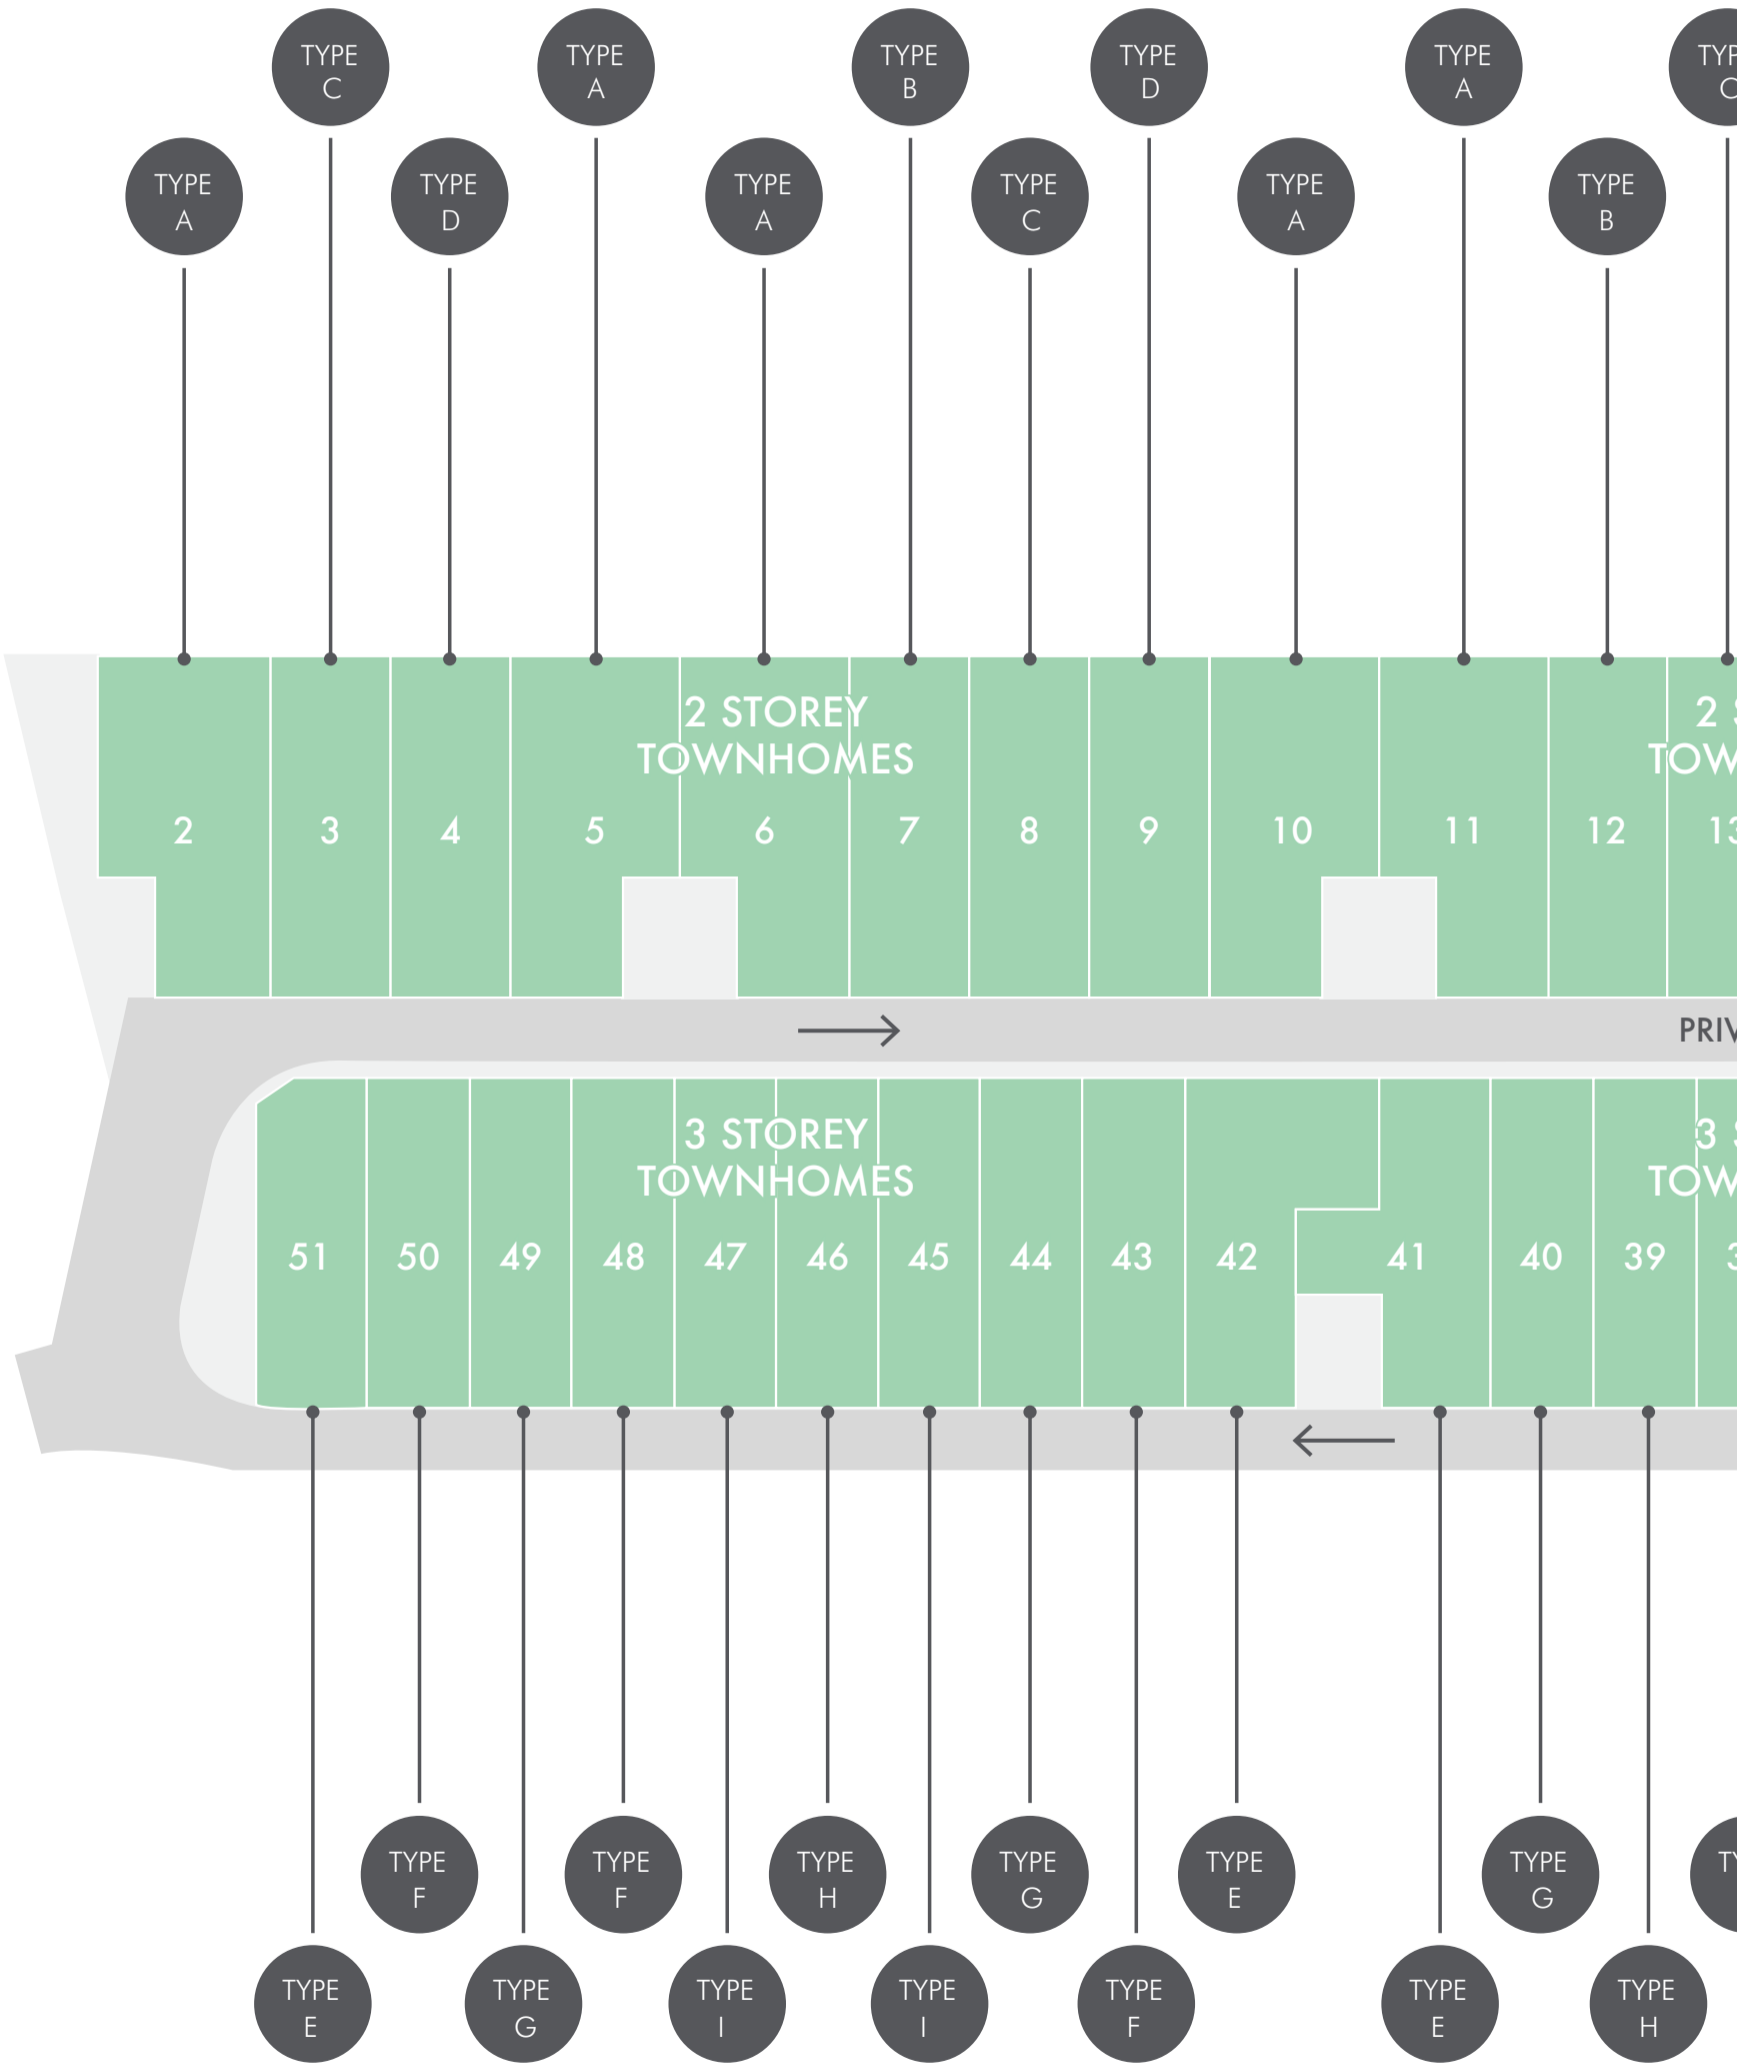 TYPE
C
TYPE
A
TYPE
B
TYPE
D
TYPE
A
TYPE
A
TYPE
D
TYPE
A
TYPE
C
TYPE
A
TYPE
B
2 STOREY
TOWNHOMES
2 3 4 5 6 7 8 9 10 11 12
3 STOREY
TOWNHOMES
51 50 49 48 47 46 45 44 43 42 41 40 39
TYPE
F
TYPE
F
TYPE
H
TYPE
G
TYPE
E
TYPE
G
TYPE
E
TYPE
G
TYPE
I
TYPE
I
TYPE
F
TYPE
E
TYPE
H